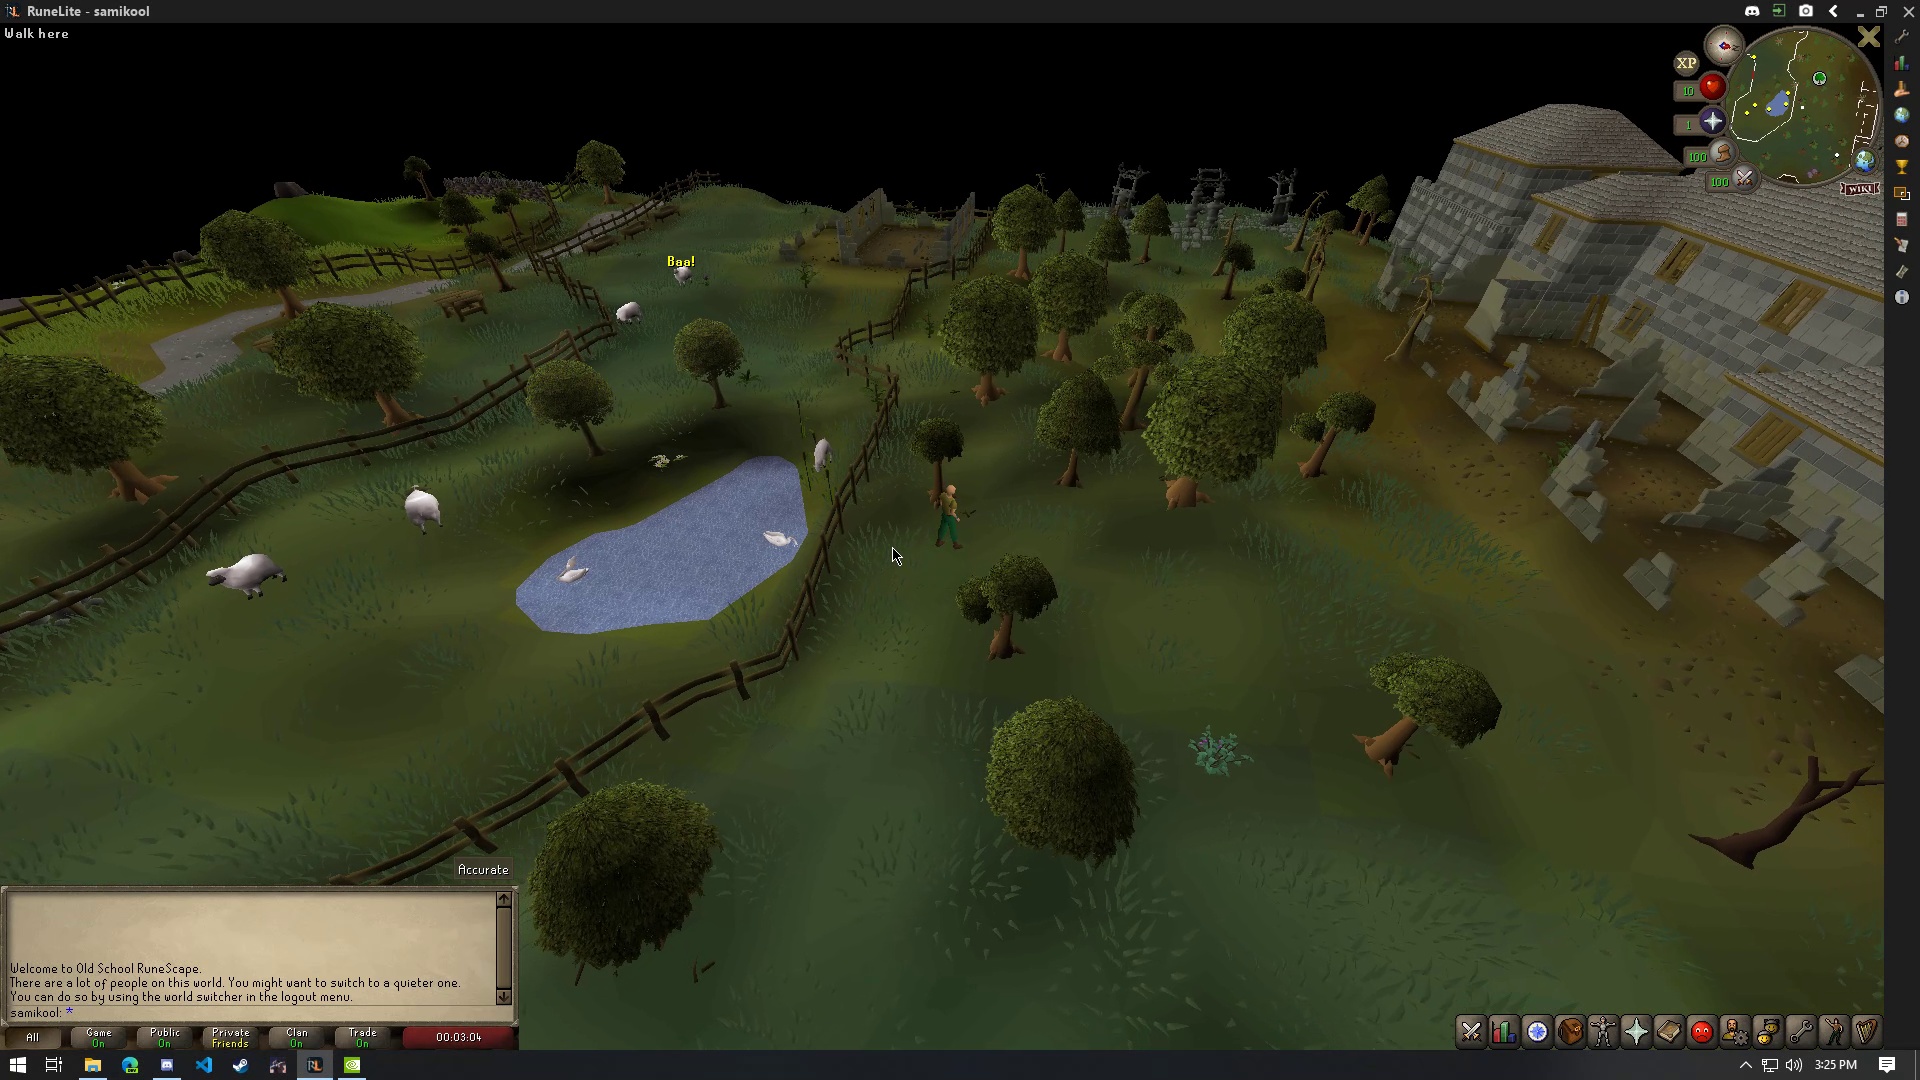 RuneLite - samikool
Walk here
XP
10
1
100
100
WIKI
Baa!
Accurate
Welcome to Old School RuneScape.
There are a lot of people on this world. You might want to switch to a quieter one.
You can do so by using the world switcher in the logout menu.
samikool: *
All
Game
On
Public
On
Private
Friends
Clan
On
Trade
On
00:03:04
3:25 PM